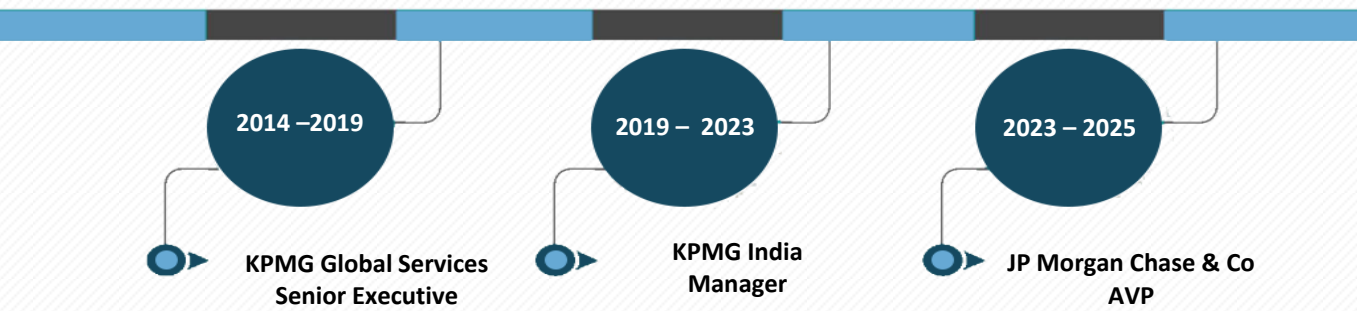 2014 –2019
2019 – 2023
2023 – 2025
KPMG Global Services
Senior Executive
KPMG India
Manager
JP Morgan Chase & Co
AVP